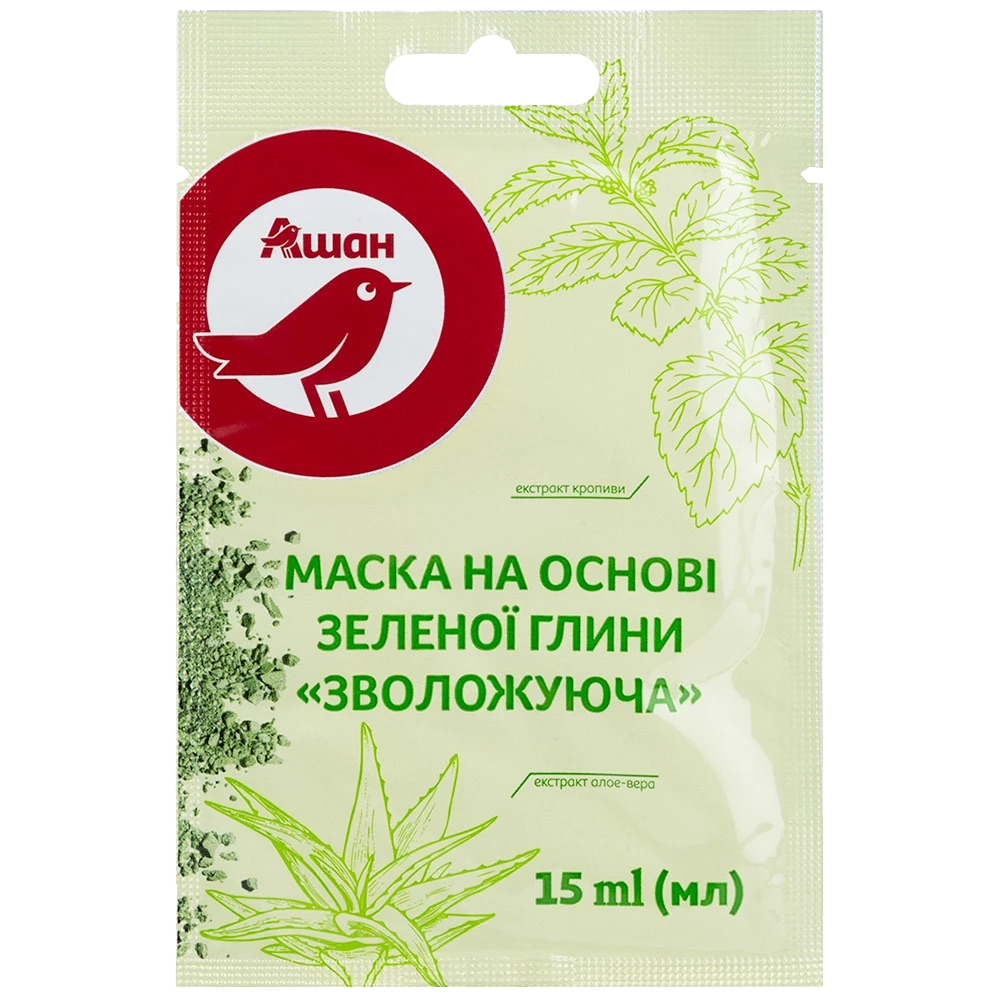 Ашан
екстракт кропиви
МАСКА НА ОСНОВІ
ЗЕЛЕНОЇ ГЛИНИ
«ЗВОЛОЖУЮЧА»
екстракт алое-вера
15 ml (мл)